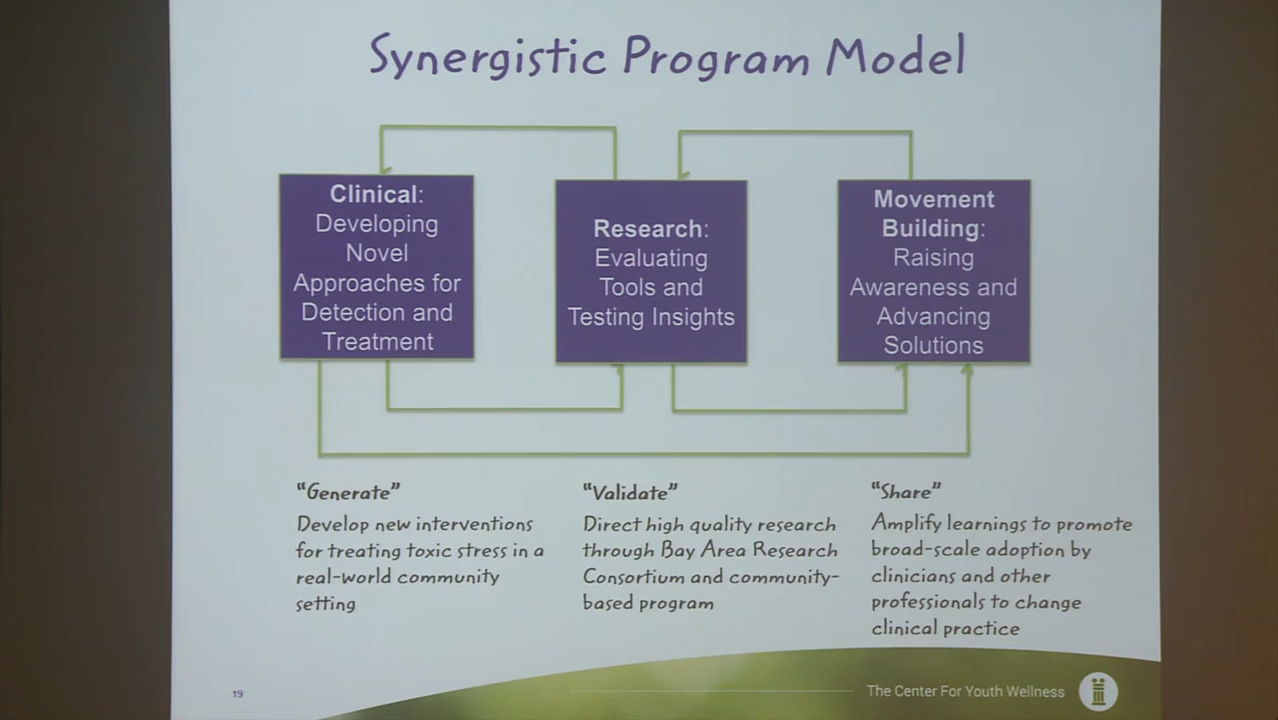 Synergistic Program Model
Clinical:
Developing
Novel
Approaches for
Detection and
Treatment
Research:
Evaluating
Tools and
Testing Insights
Movement
Building:
Raising
Awareness and
Advancing
Solutions
“Generate”
Develop new interventions
for treating toxic stress in a
real-world community
setting
“Validate”
Direct high quality research
through Bay Area Research
Consortium and community-
based program
“Share”
Amplify learnings to promote
broad-scale adoption by
clinicians and other
professionals to change
clinical practice
19
The Center For Youth Wellness